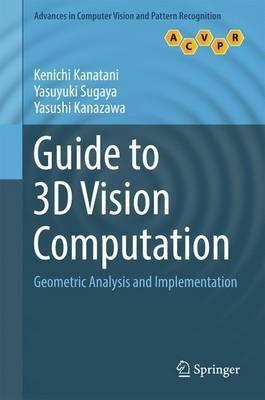 Advances in Computer Vision and Pattern Recognition
A C V P R
Kenichi Kanatani
Yasuyuki Sugaya
Yasushi Kanazawa
Guide to
3D Vision
Computation
Geometric Analysis and Implementation
Springer